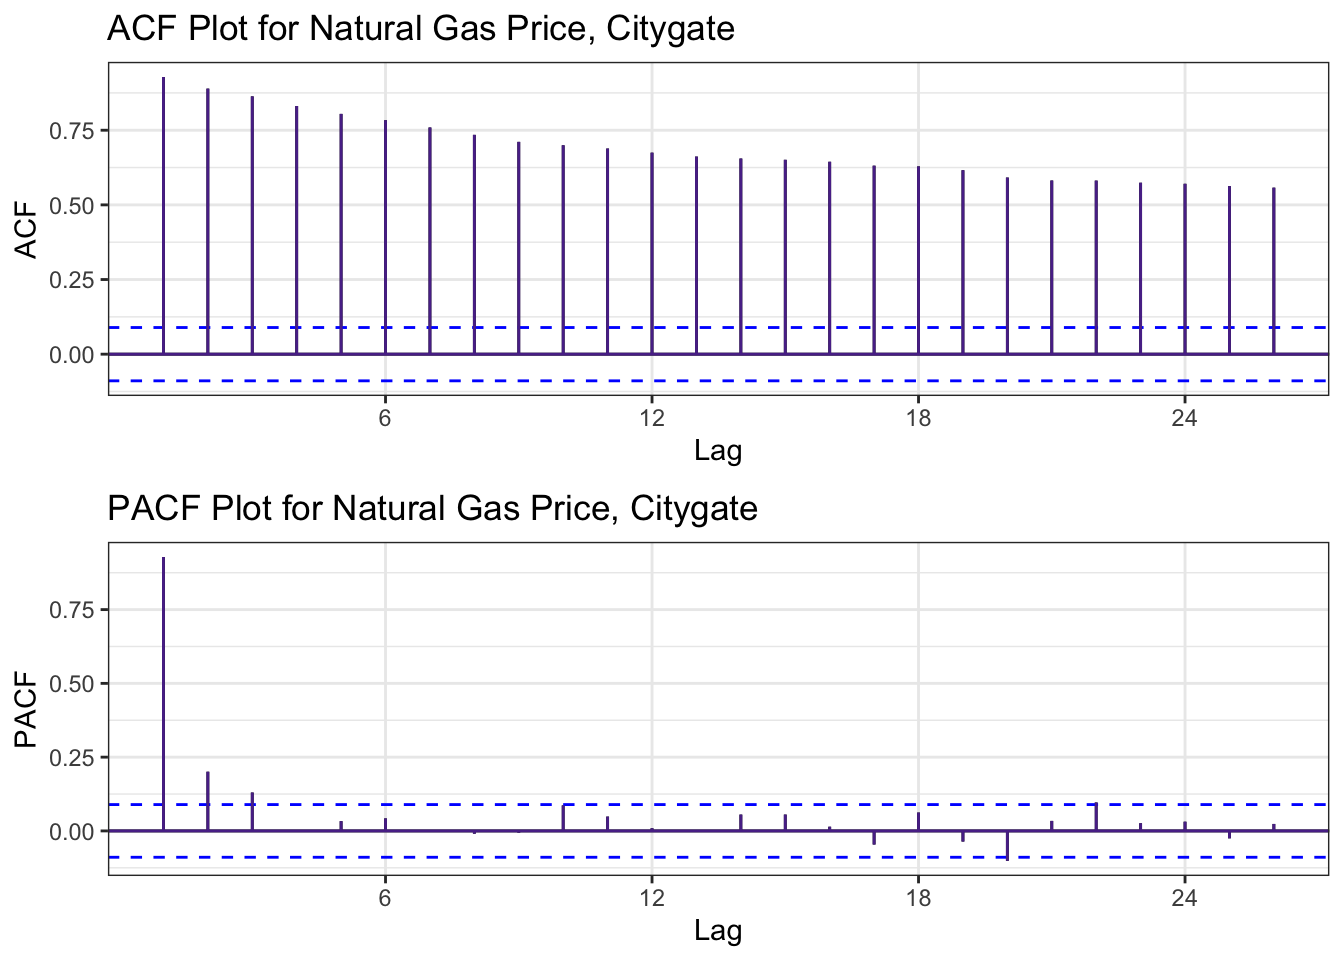 ACF Plot for Natural Gas Price, Citygate
ACF
0.75
0.50
0.25
0.00
6 12 18 24
Lag
PACF Plot for Natural Gas Price, Citygate
PACF
0.75
0.50
0.25
0.00
6 12 18 24
Lag